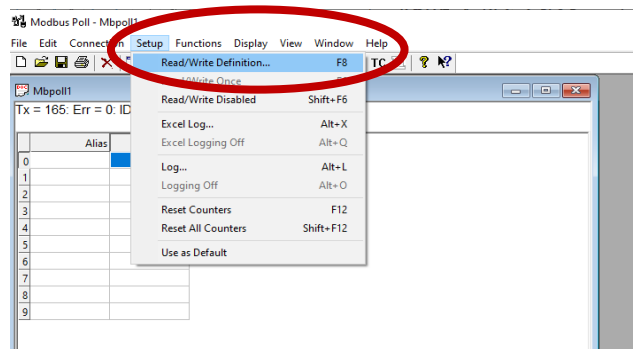 Modbus Poll - Mbpoll1
File Edit Connection Setup Functions Display View Window Help
TC
Mbpoll1
Tx = 165: Err = 0: ID
Alias
0
1
2
3
4
5
6
7
8
9
Read/Write Definition... F8
Read/Write Once
Read/Write Disabled Shift+F6
Excel Log... Alt+X
Excel Logging Off Alt+Q
Log... Alt+L
Logging Off Alt+O
Reset Counters F12
Reset All Counters Shift+F12
Use as Default